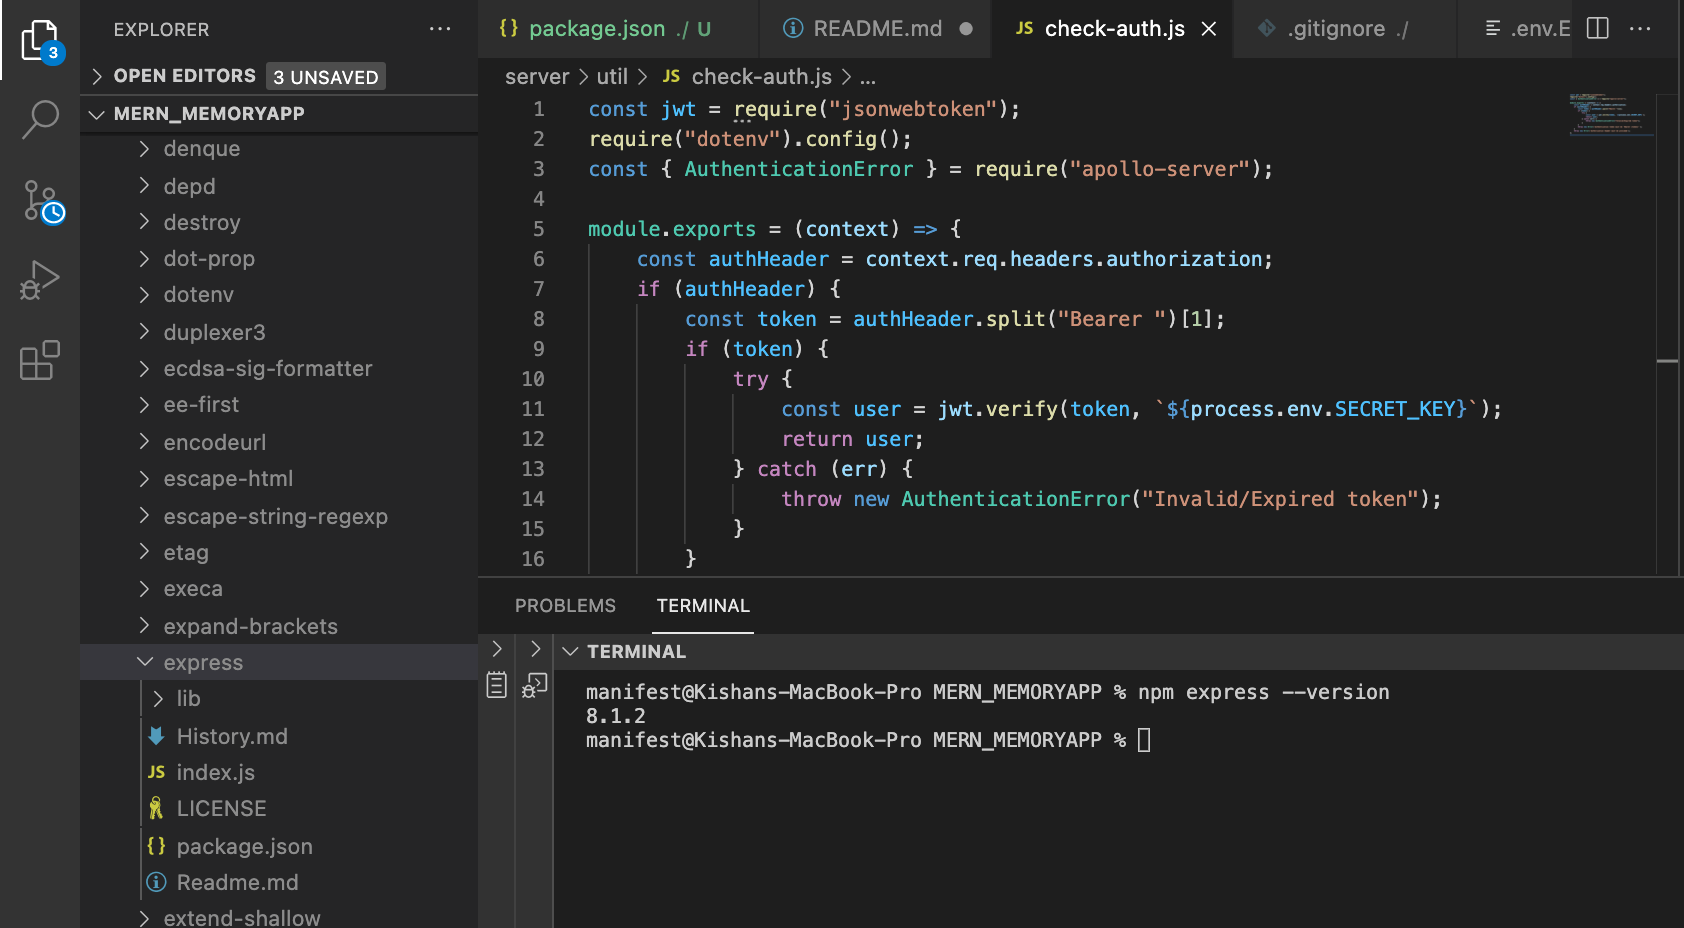 EXPLORER
3
OPEN EDITORS 3 UNSAVED
MERN_MEMORYAPP
denque
depd
destroy
dot-prop
dotenv
duplexer3
ecdsa-sig-formatter
ee-first
encodeurl
escape-html
escape-string-regexp
etag
execa
expand-brackets
express
lib
History.md
JS index.js
LICENSE
{} package.json
Readme.md
extend-shallow
{} package.json ./ U
README.md
JS check-auth.js
.gitignore ./
.env.E
server > util > JS check-auth.js > ...
1 const jwt = require("jsonwebtoken");
2 require("dotenv").config();
3 const { AuthenticationError } = require("apollo-server");
4
5 module.exports = (context) => {
6 const authHeader = context.req.headers.authorization;
7 if (authHeader) {
8 const token = authHeader.split("Bearer ")[1];
9 if (token) {
10 try {
11 const user = jwt.verify(token, `${process.env.SECRET_KEY}`);
12 return user;
13 } catch (err) {
14 throw new AuthenticationError("Invalid/Expired token");
15 }
16 }
PROBLEMS TERMINAL
TERMINAL
manifest@Kishans-MacBook-Pro MERN_MEMORYAPP % npm express --version
8.1.2
manifest@Kishans-MacBook-Pro MERN_MEMORYAPP %